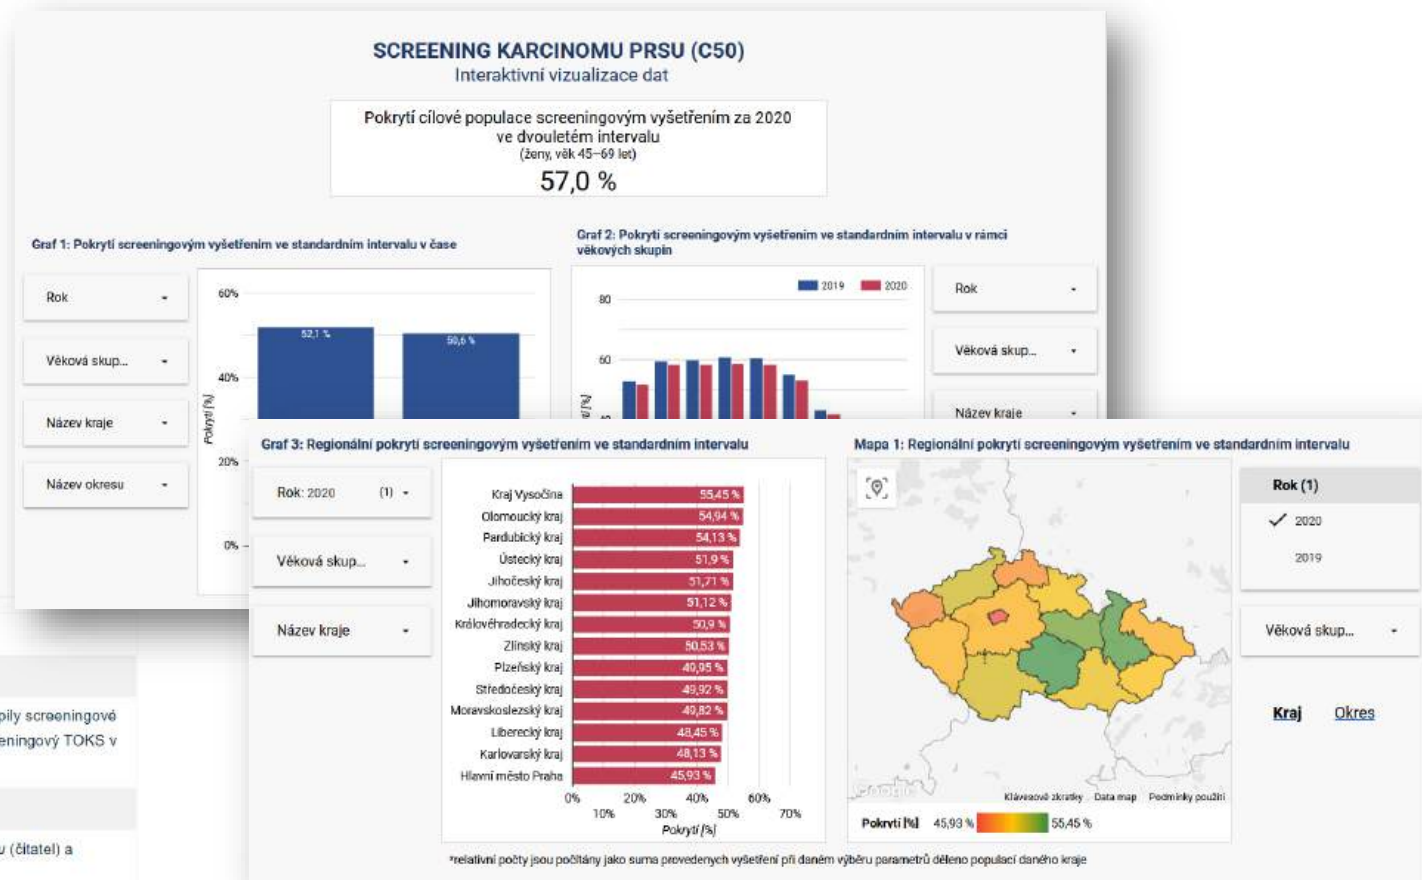 SCREENING KARCINOMU PRSU (C50)
Interaktivní vizualizace dat
Pokrytí cílové populace screeningovým vyšetřením za 2020
ve dvouletém intervalu
(ženy, věk 45–69 let)
57,0 %
Graf 1: Pokrytí screeningovým vyšetřením ve standardním intervalu v čase
Rok
Věková skup...
Název kraje
Název okresu
Pokrytí [%]
60%
40%
20%
0%
52,1 %
50,6 %
Graf 2: Pokrytí screeningovým vyšetřením ve standardním intervalu v rámci
věkových skupin
2019
2020
80
60
Rok
Věková skup...
Název kraje
Graf 3: Regionální pokrytí screeningovým vyšetřením ve standardním intervalu
Rok: 2020 (1)
Věková skup...
Název kraje
Kraj Vysočina 55,45 %
Olomoucký kraj 54,94 %
Pardubický kraj 54,13 %
Ústecký kraj 51,9 %
Jihočeský kraj 51,71 %
Jihomoravský kraj 51,12 %
Královéhradecký kraj 50,9 %
Zlínský kraj 50,53 %
Plzeňský kraj 49,95 %
Středočeský kraj 49,92 %
Moravskoslezský kraj 49,82 %
Liberecký kraj 48,45 %
Karlovarský kraj 48,13 %
Hlavní město Praha 45,93 %
0% 20% 40% 60%
10% 30% 50% 70%
Pokrytí [%]
Mapa 1: Regionální pokrytí screeningovým vyšetřením ve standardním intervalu
Google
Klávesové zkratky Data map Podmínky použití
Pokrytí [%] 45,93 % 55,45 %
Rok (1)
2020
2019
Věková skup...
Kraj Okres
*relativní počty jsou počítány jako suma provedenych vyšetření při daném výběru parametrů děleno populací daného kraje
pily screeningové
eningový TOKS v
u (čitatel) a